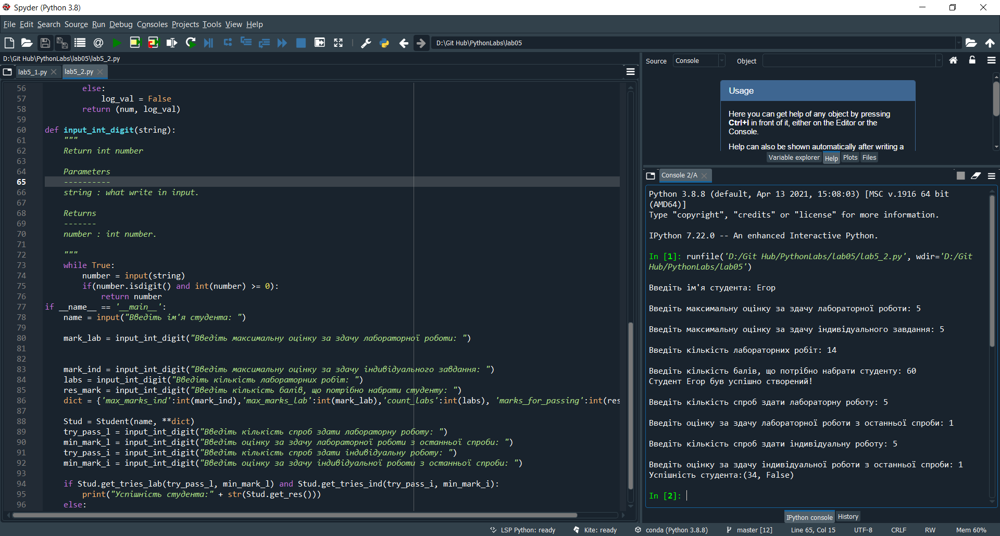 Spyder (Python 3.8)
File Edit Search Source Run Debug Consoles Projects Tools View Help
D:\Git Hub\PythonLabs\lab05
D:\Git Hub\PythonLabs\lab05\lab5_2.py
lab5_1.py
lab5_2.py
56 else:
57 log_val = False
58 return (num, log_val)
59
60 def input_int_digit(string):
61 """
62 Return int number
63
64 Parameters
65 ----------
66 string : what write in input.
67
68 Returns
69 -------
70 number : int number.
71
72 """
73 while True:
74 number = input(string)
75 if(number.isdigit() and int(number) >= 0):
76 return number
77 if __name__ == '__main__':
78 name = input("Введіть ім'я студента: ")
79
80 mark_lab = input_int_digit("Введіть максимальну оцінку за здачу лабораторної роботи: ")
81
82
83 mark_ind = input_int_digit("Введіть максимальну оцінку за здачу індивідуального завдання: ")
84 labs = input_int_digit("Введіть кількість лабораторних робіт: ")
85 res_mark = input_int_digit("Введіть кількість балів, що потрібно набрати студенту: ")
86 dict = {'max_marks_ind':int(mark_ind),'max_marks_lab':int(mark_lab),'count_labs':int(labs), 'marks_for_passing':int(res
87
88 Stud = Student(name, **dict)
89 try_pass_l = input_int_digit("Введіть кількість спроб здати лабораторну роботу: ")
90 min_mark_l = input_int_digit("Введіть оцінку за здачу лабораторної роботи з останньої спроби: ")
91 try_pass_i = input_int_digit("Введіть кількість спроб здати індивідуальну роботу: ")
92 min_mark_i = input_int_digit("Введіть оцінку за здачу індивідуальної роботи з останньої спроби: ")
93
94 if Stud.get_tries_lab(try_pass_l, min_mark_l) and Stud.get_tries_ind(try_pass_i, min_mark_i):
95 print("Успішність студента:" + str(Stud.get_res()))
96 else:
Source Console Object
Usage
Here you can get help of any object by pressing
Ctrl+I in front of it, either on the Editor or the
Console.
Help can also be shown automatically after writing a
Variable explorer Help Plots Files
Console 2/A
Python 3.8.8 (default, Apr 13 2021, 15:08:03) [MSC v.1916 64 bit
(AMD64)]
Type "copyright", "credits" or "license" for more information.
IPython 7.22.0 -- An enhanced Interactive Python.
In [1]: runfile('D:/Git Hub/PythonLabs/lab05/lab5_2.py', wdir='D:/Git
Hub/PythonLabs/lab05')
Введіть ім'я студента: Егор
Введіть максимальну оцінку за здачу лабораторної роботи: 5
Введіть максимальну оцінку за здачу індивідуального завдання: 5
Введіть кількість лабораторних робіт: 14
Введіть кількість балів, що потрібно набрати студенту: 60
Студент Егор був успішно створений!
Введіть кількість спроб здати лабораторну роботу: 5
Введіть оцінку за здачу лабораторної роботи з останньої спроби: 1
Введіть кількість спроб здати індивідуальну роботу: 5
Введіть оцінку за здачу індивідуальної роботи з останньої спроби: 1
Успішність студента:(34, False)
In [2]:
IPython console History
LSP Python: ready Kite: ready conda (Python 3.8.8) master [12] Line 65, Col 15 UTF-8 CRLF RW Mem 60%